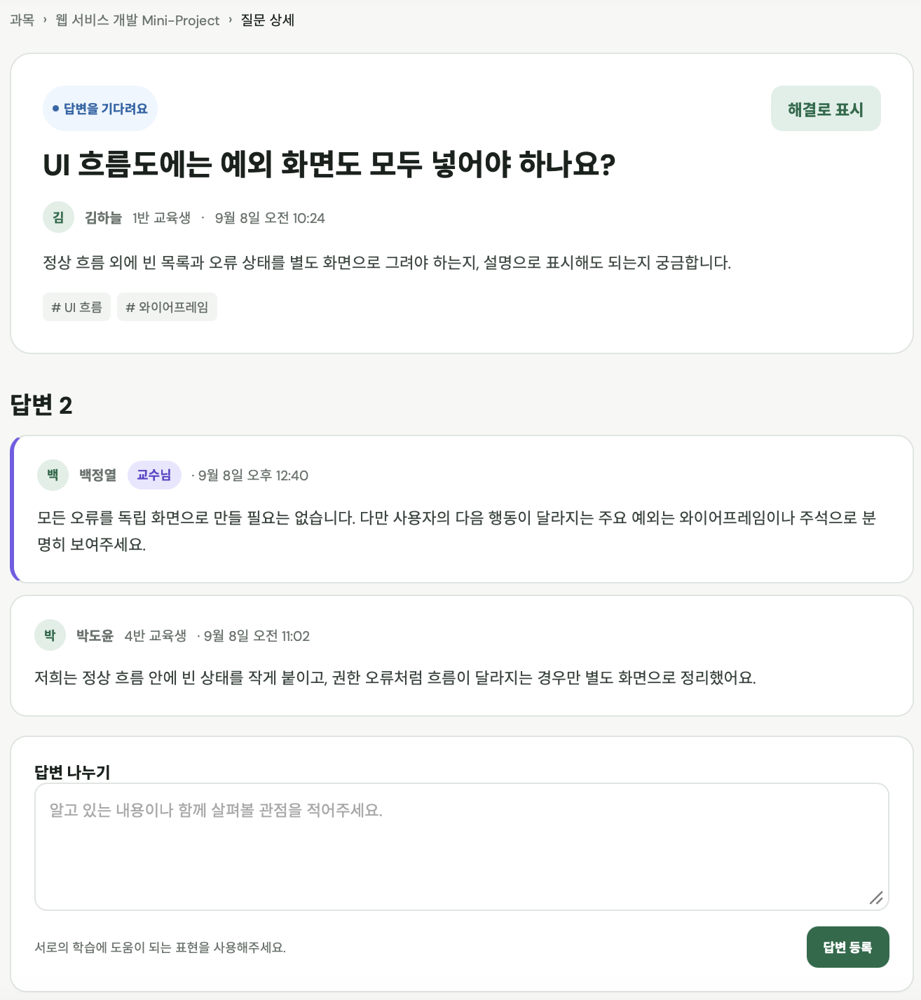 과목 › 웹 서비스 개발 Mini-Project › 질문 상세
답변을 기다려요
해결로 표시
UI 흐름도에는 예외 화면도 모두 넣어야 하나요?
김 김하늘 1반 교육생 · 9월 8일 오전 10:24
정상 흐름 외에 빈 목록과 오류 상태를 별도 화면으로 그려야 하는지, 설명으로 표시해도 되는지 궁금합니다.
# UI 흐름 # 와이어프레임
답변 2
백 백정열 교수님 · 9월 8일 오후 12:40
모든 오류를 독립 화면으로 만들 필요는 없습니다. 다만 사용자의 다음 행동이 달라지는 주요 예외는 와이어프레임이나 주석으로 분
명히 보여주세요.
박 박도윤 4반 교육생 · 9월 8일 오전 11:02
저희는 정상 흐름 안에 빈 상태를 작게 붙이고, 권한 오류처럼 흐름이 달라지는 경우만 별도 화면으로 정리했어요.
답변 나누기
알고 있는 내용이나 함께 살펴볼 관점을 적어주세요.
서로의 학습에 도움이 되는 표현을 사용해주세요.
답변 등록